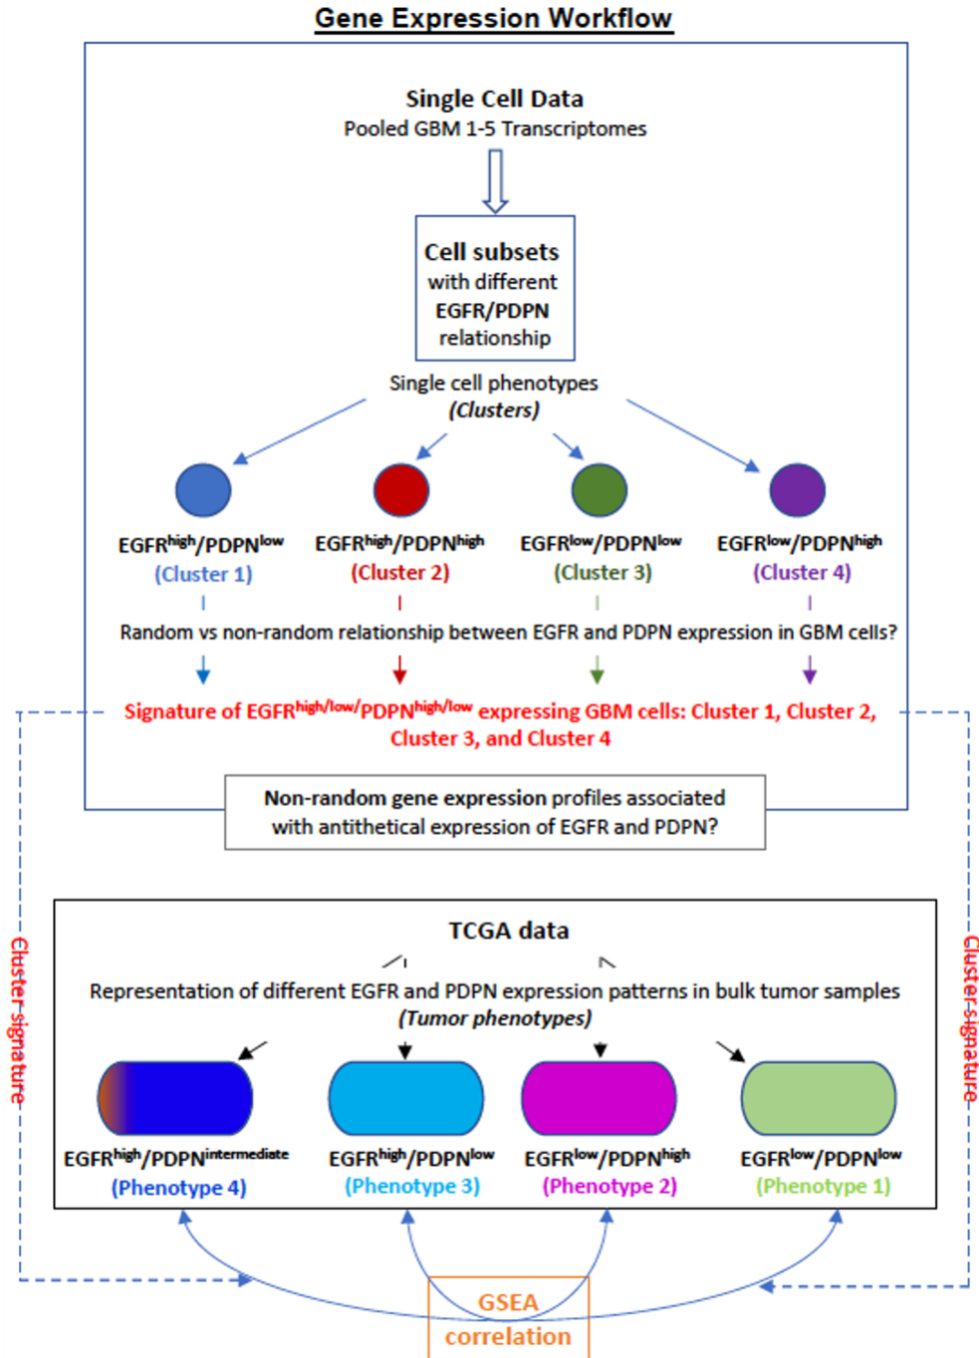 Gene Expression Workflow
Single Cell Data
Pooled GBM 1-5 Transcriptomes
Cell subsets
with different
EGFR/PDPN
relationship
Single cell phenotypes
(Clusters)
EGFRhigh/PDPNlow
EGFRhigh/PDPNhigh
EGFRlow/PDPNlow
EGFRlow/PDPNhigh
(Cluster 1)
(Cluster 2)
(Cluster 3)
(Cluster 4)
Random vs non-random relationship between EGFR and PDPN expression in GBM cells?
Signature of EGFRhigh/low/PDPNhigh/low expressing GBM cells: Cluster 1, Cluster 2,
Cluster 3, and Cluster 4
Non-random gene expression profiles associated
with antithetical expression of EGFR and PDPN?
Cluster signature
Cluster signature
TCGA data
Representation of different EGFR and PDPN expression patterns in bulk tumor samples
(Tumor phenotypes)
EGFRhigh/PDPNintermediate
EGFRhigh/PDPNlow
EGFRlow/PDPNhigh
EGFRlow/PDPNlow
(Phenotype 4)
(Phenotype 3)
(Phenotype 2)
(Phenotype 1)
GSEA
correlation